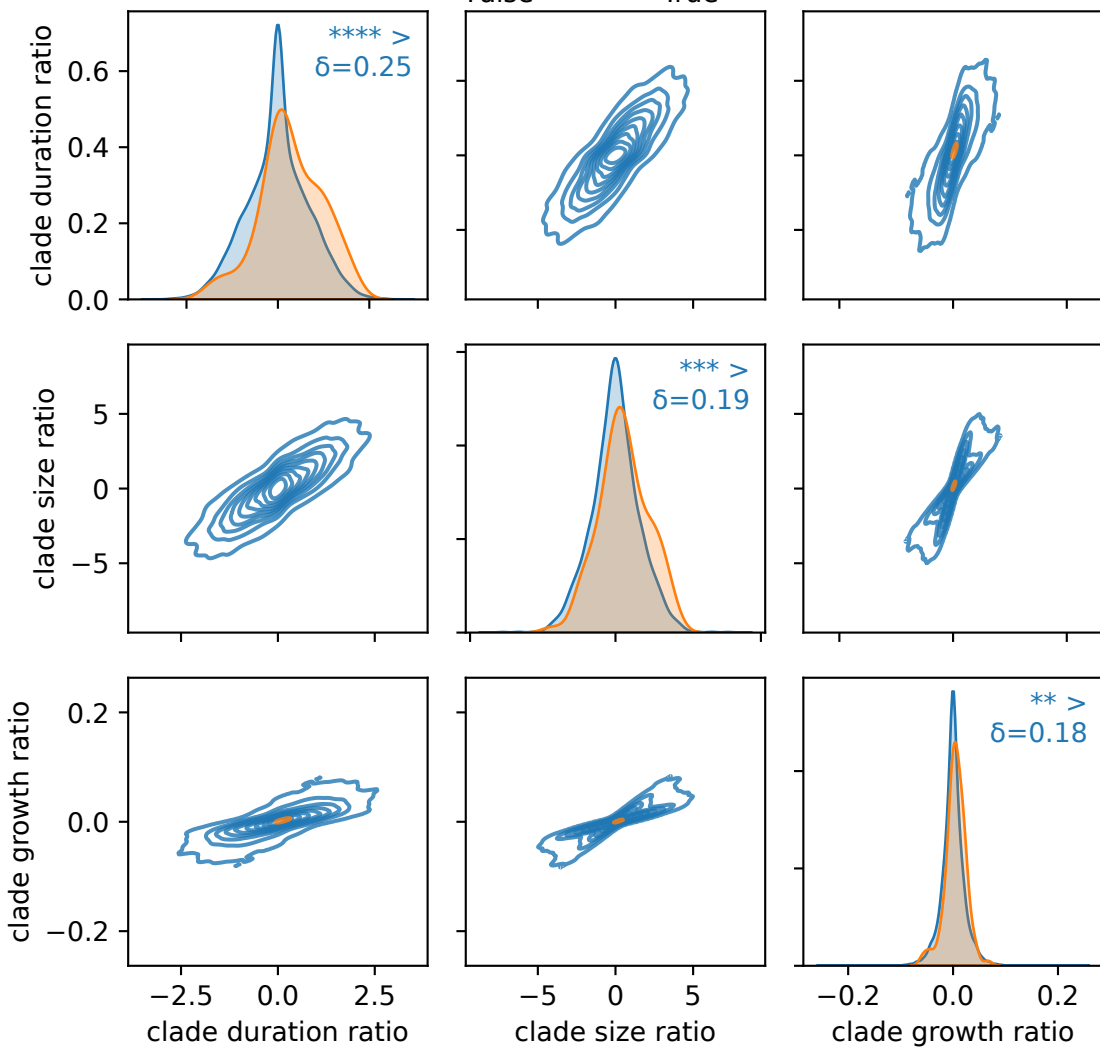 **** >
δ=0.25
clade duration ratio
0.6
0.4
0.2
0.0
*** >
δ=0.19
clade size ratio
5
0
−5
** >
δ=0.18
clade growth ratio
0.2
0.0
−0.2
−2.5 0.0 2.5
−5 0 5
−0.2 0.0 0.2
clade duration ratio
clade size ratio
clade growth ratio